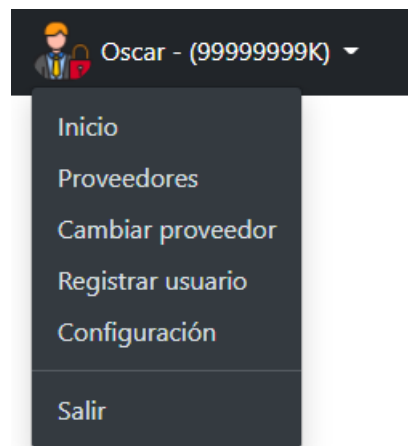 Oscar - (99999999K)
Inicio
Proveedores
Cambiar proveedor
Registrar usuario
Configuración
Salir